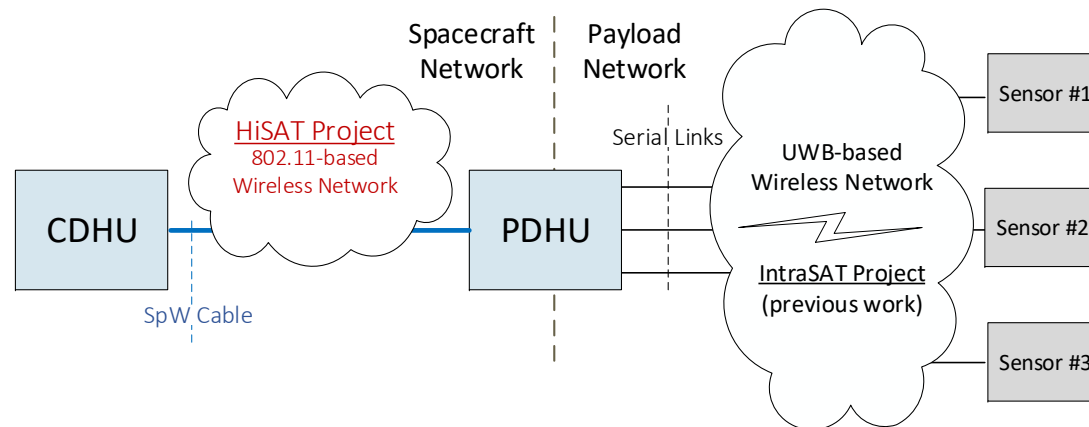 Spacecraft
Network
Payload
Network
HiSAT Project
802.11-based
Wireless Network
Serial Links
UWB-based
Wireless Network
Sensor #1
CDHU
PDHU
Sensor #2
IntraSAT Project
(previous work)
SpW Cable
Sensor #3